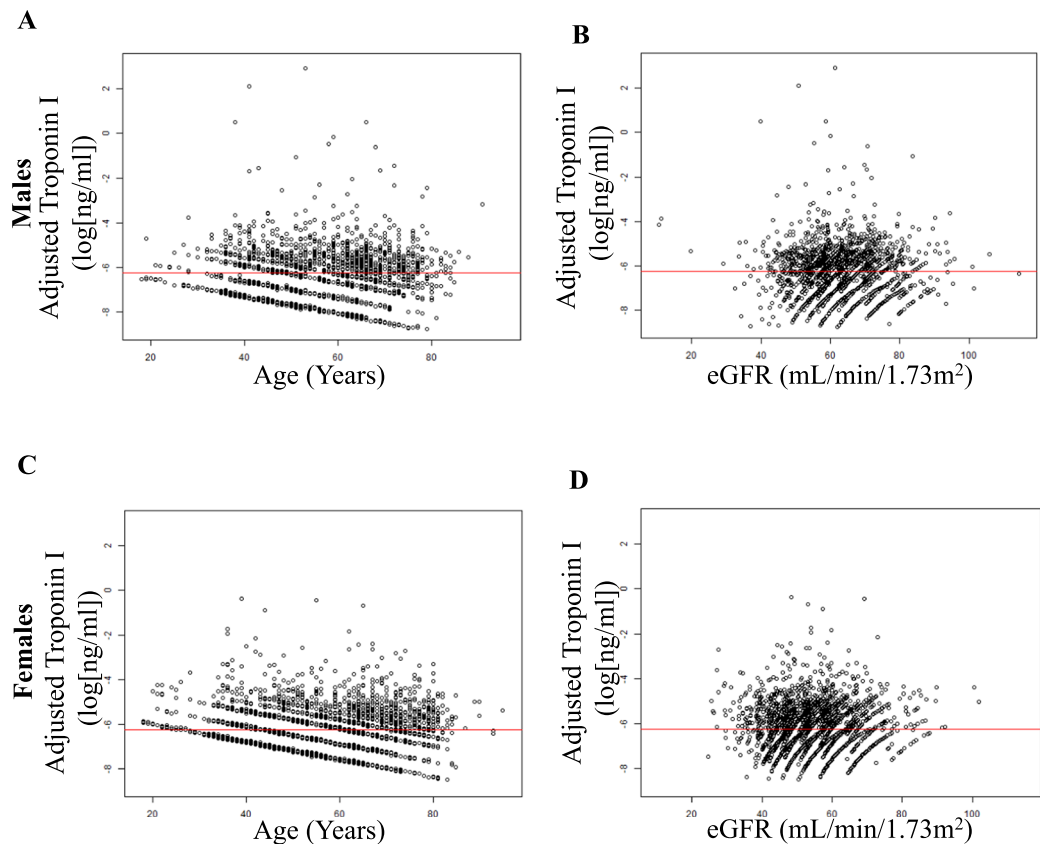 A
B
Males
Adjusted Troponin I
(log[ng/ml])
2
0
-2
-4
-6
-8
20
40
60
80
Age (Years)
Adjusted Troponin I
(log[ng/ml])
2
0
-2
-4
-6
-8
20
40
60
80
100
eGFR (mL/min/1.73m²)
C
D
Females
Adjusted Troponin I
(log[ng/ml])
2
0
-2
-4
-6
-8
20
40
60
80
Age (Years)
Adjusted Troponin I
(log[ng/ml])
2
0
-2
-4
-6
-8
20
40
60
80
100
eGFR (mL/min/1.73m²)